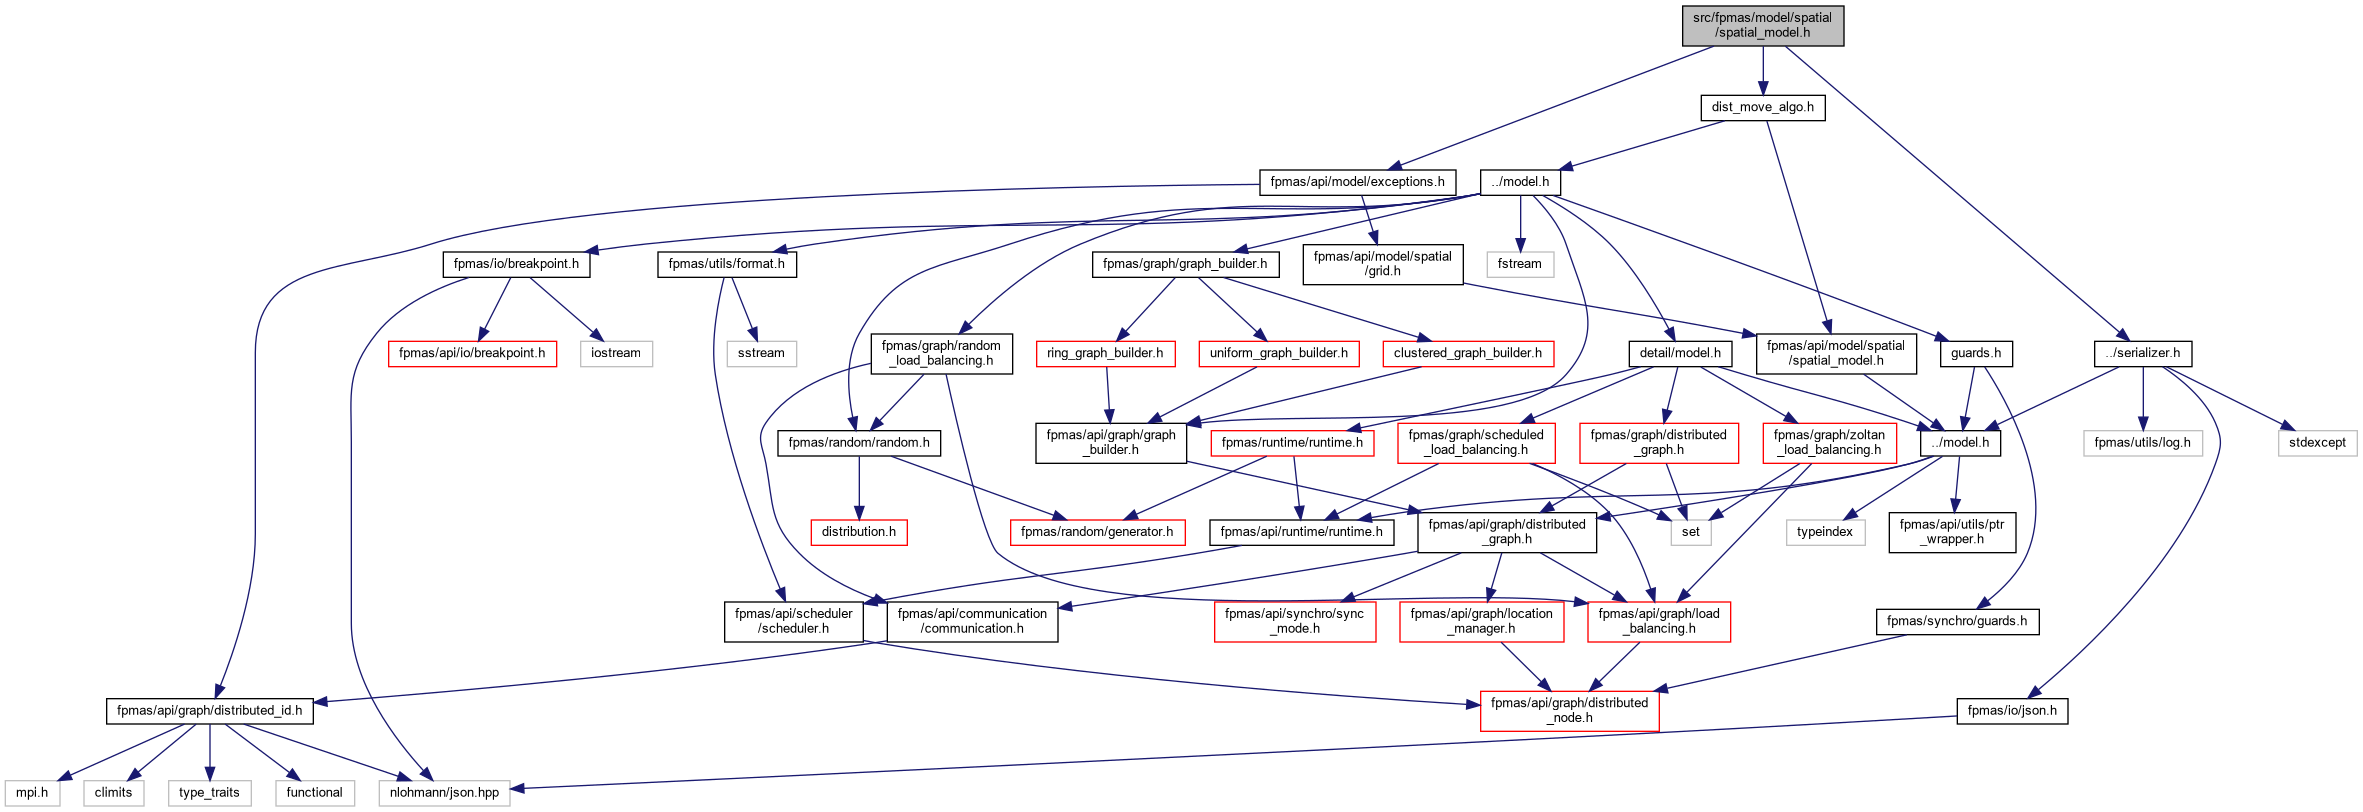 src/fpmas/model/spatial
/spatial_model.h
dist_move_algo.h
fpmas/api/model/exceptions.h
../model.h
fpmas/io/breakpoint.h
fpmas/utils/format.h
fpmas/graph/graph_builder.h
fpmas/api/model/spatial
/grid.h
fstream
fpmas/api/io/breakpoint.h
iostream
sstream
fpmas/graph/random
_load_balancing.h
ring_graph_builder.h
uniform_graph_builder.h
clustered_graph_builder.h
detail/model.h
fpmas/api/model/spatial
/spatial_model.h
guards.h
../serializer.h
fpmas/random/random.h
fpmas/api/graph/graph
_builder.h
fpmas/runtime/runtime.h
fpmas/graph/scheduled
_load_balancing.h
fpmas/graph/distributed
_graph.h
fpmas/graph/zoltan
_load_balancing.h
../model.h
fpmas/utils/log.h
stdexcept
distribution.h
fpmas/random/generator.h
fpmas/api/runtime/runtime.h
fpmas/api/graph/distributed
_graph.h
set
typeindex
fpmas/api/utils/ptr
_wrapper.h
fpmas/api/scheduler
/scheduler.h
fpmas/api/communication
/communication.h
fpmas/api/synchro/sync
_mode.h
fpmas/api/graph/location
_manager.h
fpmas/api/graph/load
_balancing.h
fpmas/synchro/guards.h
fpmas/api/graph/distributed_id.h
fpmas/api/graph/distributed
_node.h
fpmas/io/json.h
mpi.h
climits
type_traits
functional
nlohmann/json.hpp